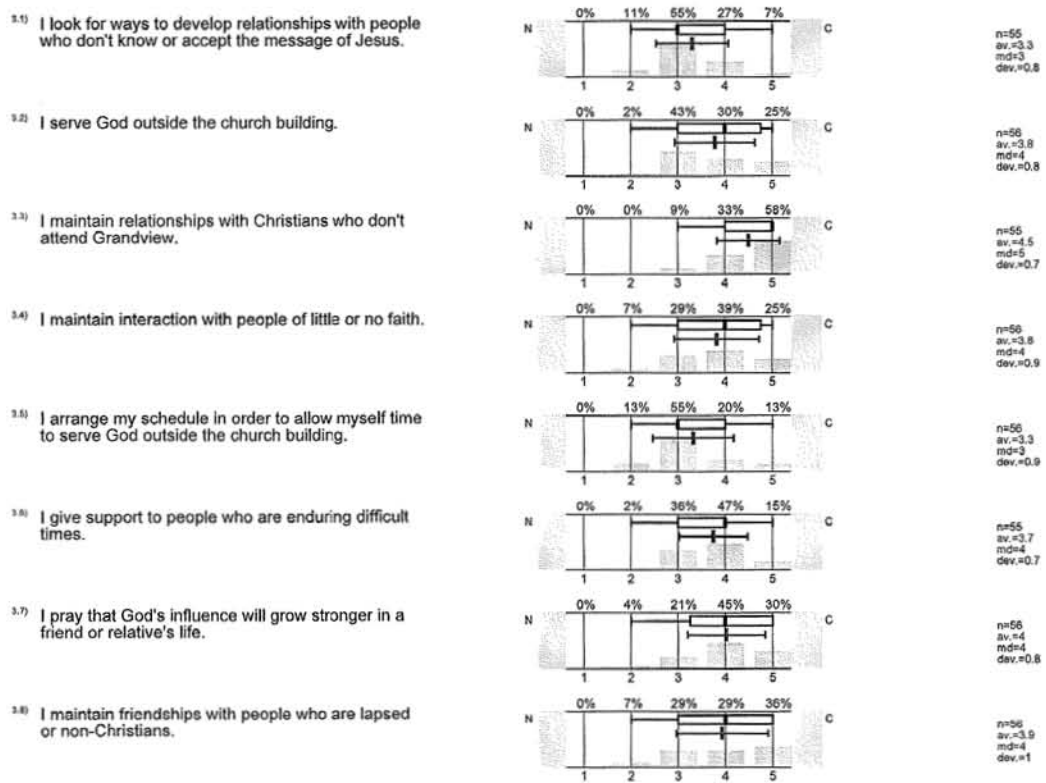 3.1) I look for ways to develop relationships with people
who don't know or accept the message of Jesus.
0% 11% 55% 27% 7%
N C
1 2 3 4 5
n=55
av.=3.3
md=3
dev.=0.8
3.2) I serve God outside the church building.
0% 2% 43% 30% 25%
N C
1 2 3 4 5
n=56
av.=3.8
md=4
dev.=0.8
3.3) I maintain relationships with Christians who don't
attend Grandview.
0% 0% 9% 33% 58%
N C
1 2 3 4 5
n=55
av.=4.5
md=5
dev.=0.7
3.4) I maintain interaction with people of little or no faith.
0% 7% 29% 39% 25%
N C
1 2 3 4 5
n=56
av.=3.8
md=4
dev.=0.9
3.5) I arrange my schedule in order to allow myself time
to serve God outside the church building.
0% 13% 55% 20% 13%
N C
1 2 3 4 5
n=56
av.=3.3
md=3
dev.=0.9
3.6) I give support to people who are enduring difficult
times.
0% 2% 36% 47% 15%
N C
1 2 3 4 5
n=55
av.=3.7
md=4
dev.=0.7
3.7) I pray that God's influence will grow stronger in a
friend or relative's life.
0% 4% 21% 45% 30%
N C
1 2 3 4 5
n=56
av.=4
md=4
dev.=0.8
3.8) I maintain friendships with people who are lapsed
or non-Christians.
0% 7% 29% 29% 36%
N C
1 2 3 4 5
n=56
av.=3.9
md=4
dev.=1